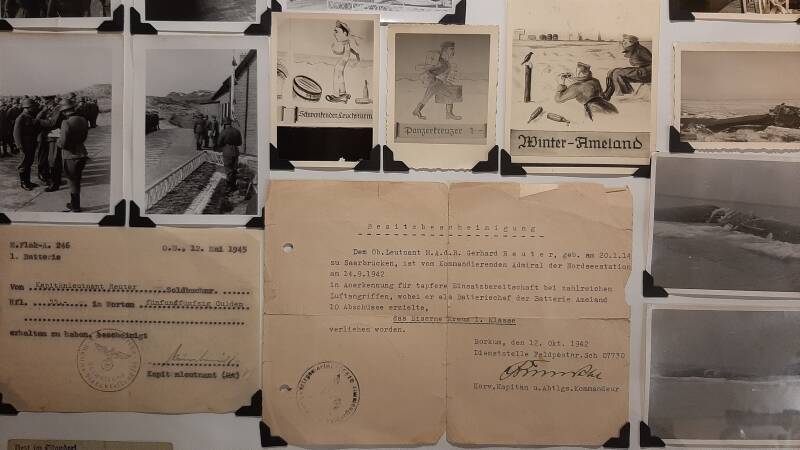 Schwankender Leuchtturm
Panzerkreuzer
Winter-Ameland
Besitzbescheinigung
Dem Ob.Leutnant M.A.d.R. Gerhard Reuter, geb. am 20.1.14
zu Saarbrücken, ist vom Kommandierenden Admiral der Nordseestation
am 14.9.1942
in Anerkennung für tapfere Einsatzbereitschaft bei zahlreichen
Luftangriffen, wobei er als Batteriechef der Batterie Ameland
10 Abschüsse erzielte,
das Eiserne Kreuz I. Klasse
verliehen worden.
Borkum, den 12. Okt. 1942
Dienststelle Feldpostnr. Sch 07730
Korv.Kapitän u.Abtlgs.Kommandeur
M.Flak-A. 246
O.U., 12. Mai 1945
1. Batterie
Von Kapitänleutnant Reuter Soldbuchnr.
Hfl. in Worten fünfundfünfzig Gulden
erhalten zu haben, bescheinigt
Kapitänleutnant (MA)